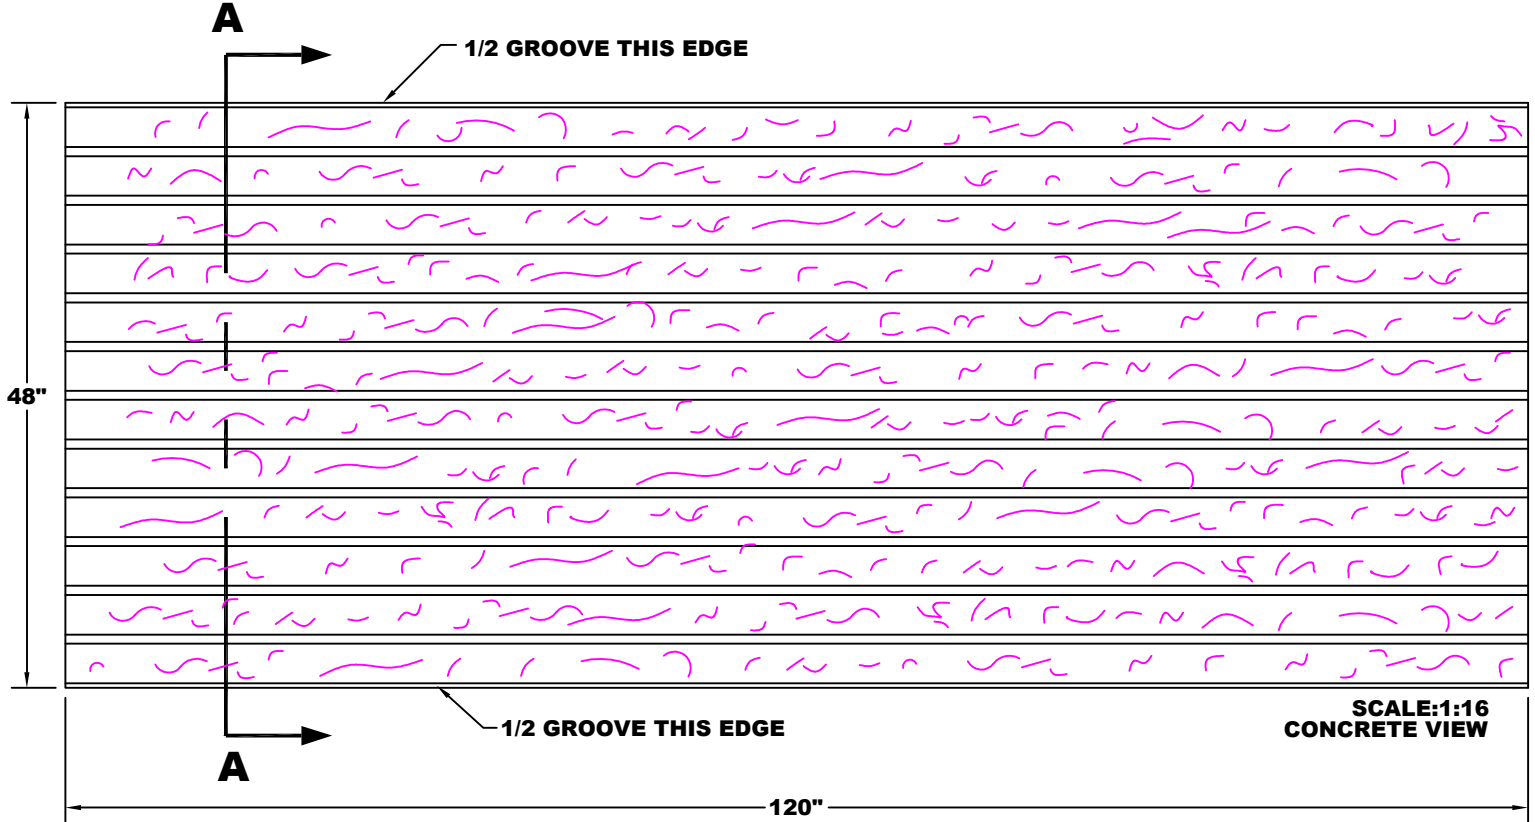 A
1/2 GROOVE THIS EDGE
48"
1/2 GROOVE THIS EDGE
SCALE:1:16
CONCRETE VIEW
A
120"